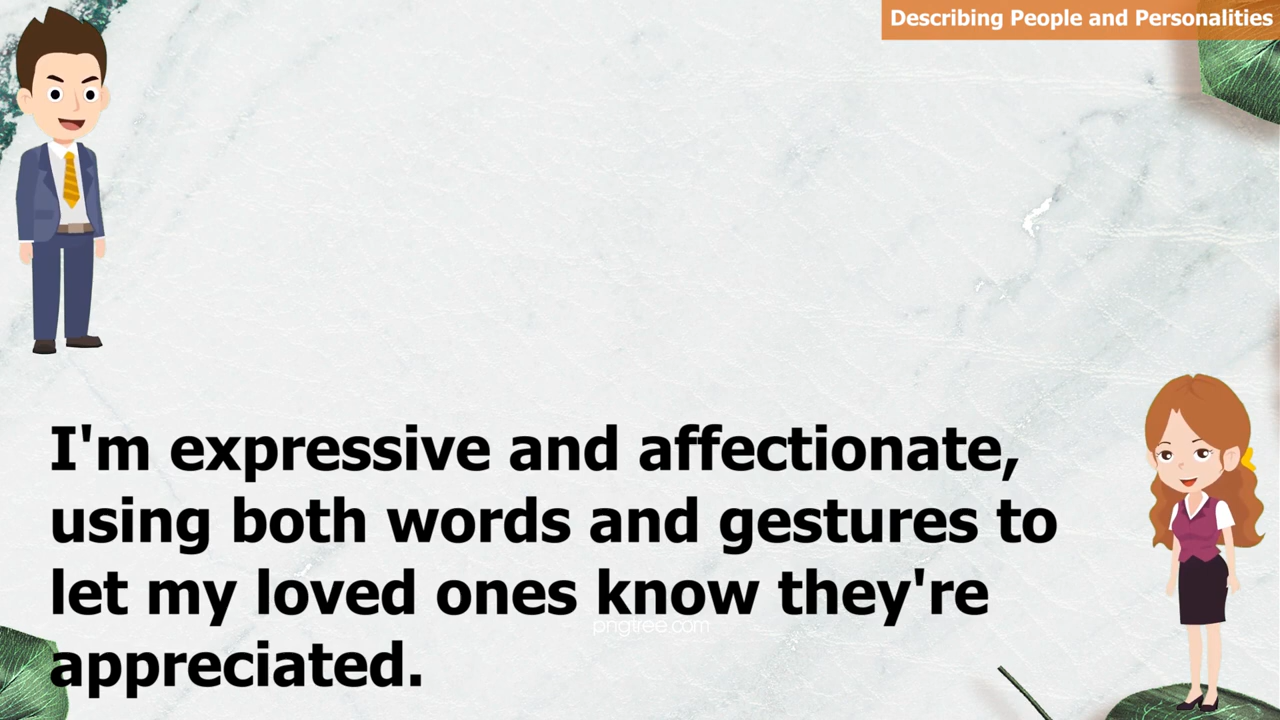 Describing People and Personalities
I'm expressive and affectionate,
using both words and gestures to
let my loved ones know they're
pngtree.com
appreciated.